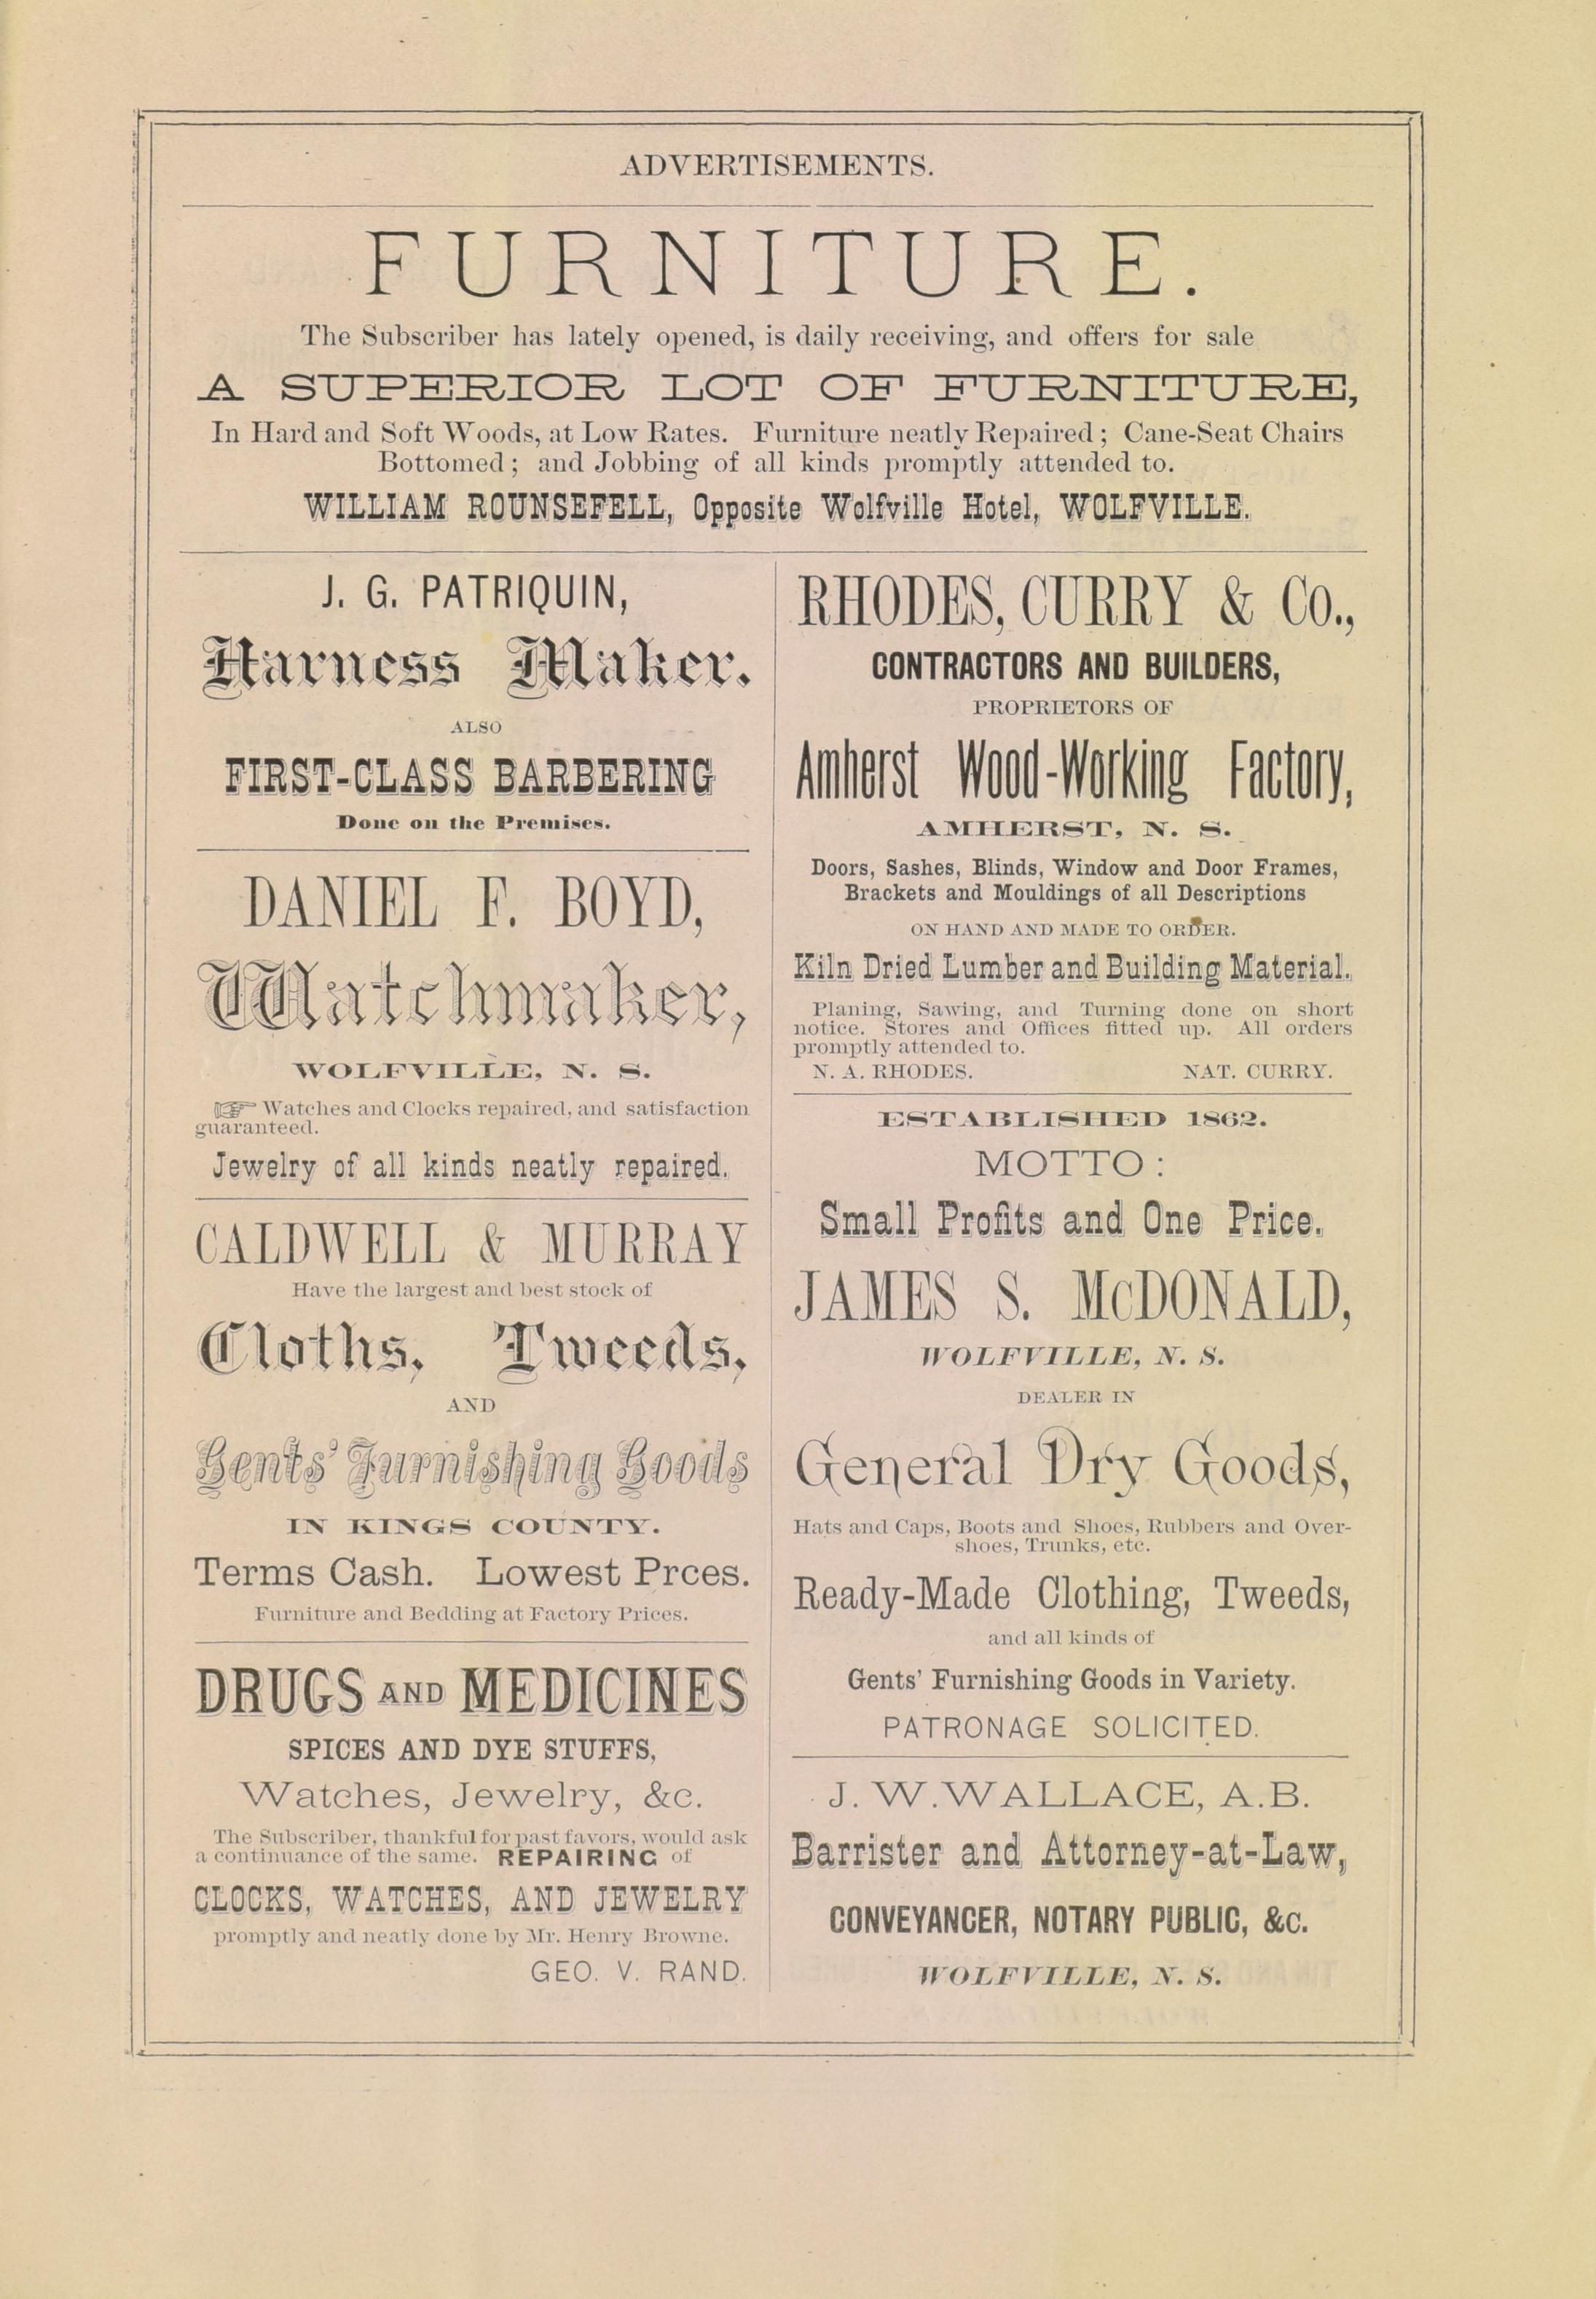 ADVERTISEMENTS.
FURNITURE.
The Subscriber has lately opened, is daily receiving, and offers for sale
A SUPERIOR LOT OF FURNITURE,
In Hard and Soft Woods, at Low Rates. Furniture neatly Repaired; Cane-Seat Chairs
Bottomed; and Jobbing of all kinds promptly attended to.
WILLIAM ROUNSEFELL, Opposite Wolfville Hotel, WOLFVILLE.
J. G. PATRIQUIN,
Harness Maker.
ALSO
FIRST-CLASS BARBERING
Done on the Premises.
DANIEL F. BOYD,
Watchmaker,
WOLFVILLE, N. S.
☞ Watches and Clocks repaired, and satisfaction
guaranteed.
Jewelry of all kinds neatly repaired.
CALDWELL & MURRAY
Have the largest and best stock of
Cloths, Tweeds,
AND
Gents' Furnishing Goods
IN KINGS COUNTY.
Terms Cash. Lowest Prces.
Furniture and Bedding at Factory Prices.
DRUGS AND MEDICINES
SPICES AND DYE STUFFS,
Watches, Jewelry, &c.
The Subscriber, thankful for past favors, would ask
a continuance of the same. REPAIRING of
CLOCKS, WATCHES, AND JEWELRY
promptly and neatly done by Mr. Henry Browne.
GEO. V. RAND.
RHODES, CURRY & Co.,
CONTRACTORS AND BUILDERS,
PROPRIETORS OF
Amherst Wood-Working Factory,
AMHERST, N. S.
Doors, Sashes, Blinds, Window and Door Frames,
Brackets and Mouldings of all Descriptions
ON HAND AND MADE TO ORDER.
Kiln Dried Lumber and Building Material.
Planing, Sawing, and Turning done on short
notice. Stores and Offices fitted up. All orders
promptly attended to.
N. A. RHODES. NAT. CURRY.
ESTABLISHED 1862.
MOTTO:
Small Profits and One Price.
JAMES S. McDONALD,
WOLFVILLE, N. S.
DEALER IN
General Dry Goods,
Hats and Caps, Boots and Shoes, Rubbers and Over-
shoes, Trunks, etc.
Ready-Made Clothing, Tweeds,
and all kinds of
Gents' Furnishing Goods in Variety.
PATRONAGE SOLICITED.
J. W. WALLACE, A.B.
Barrister and Attorney-at-Law,
CONVEYANCER, NOTARY PUBLIC, &c.
WOLFVILLE, N. S.